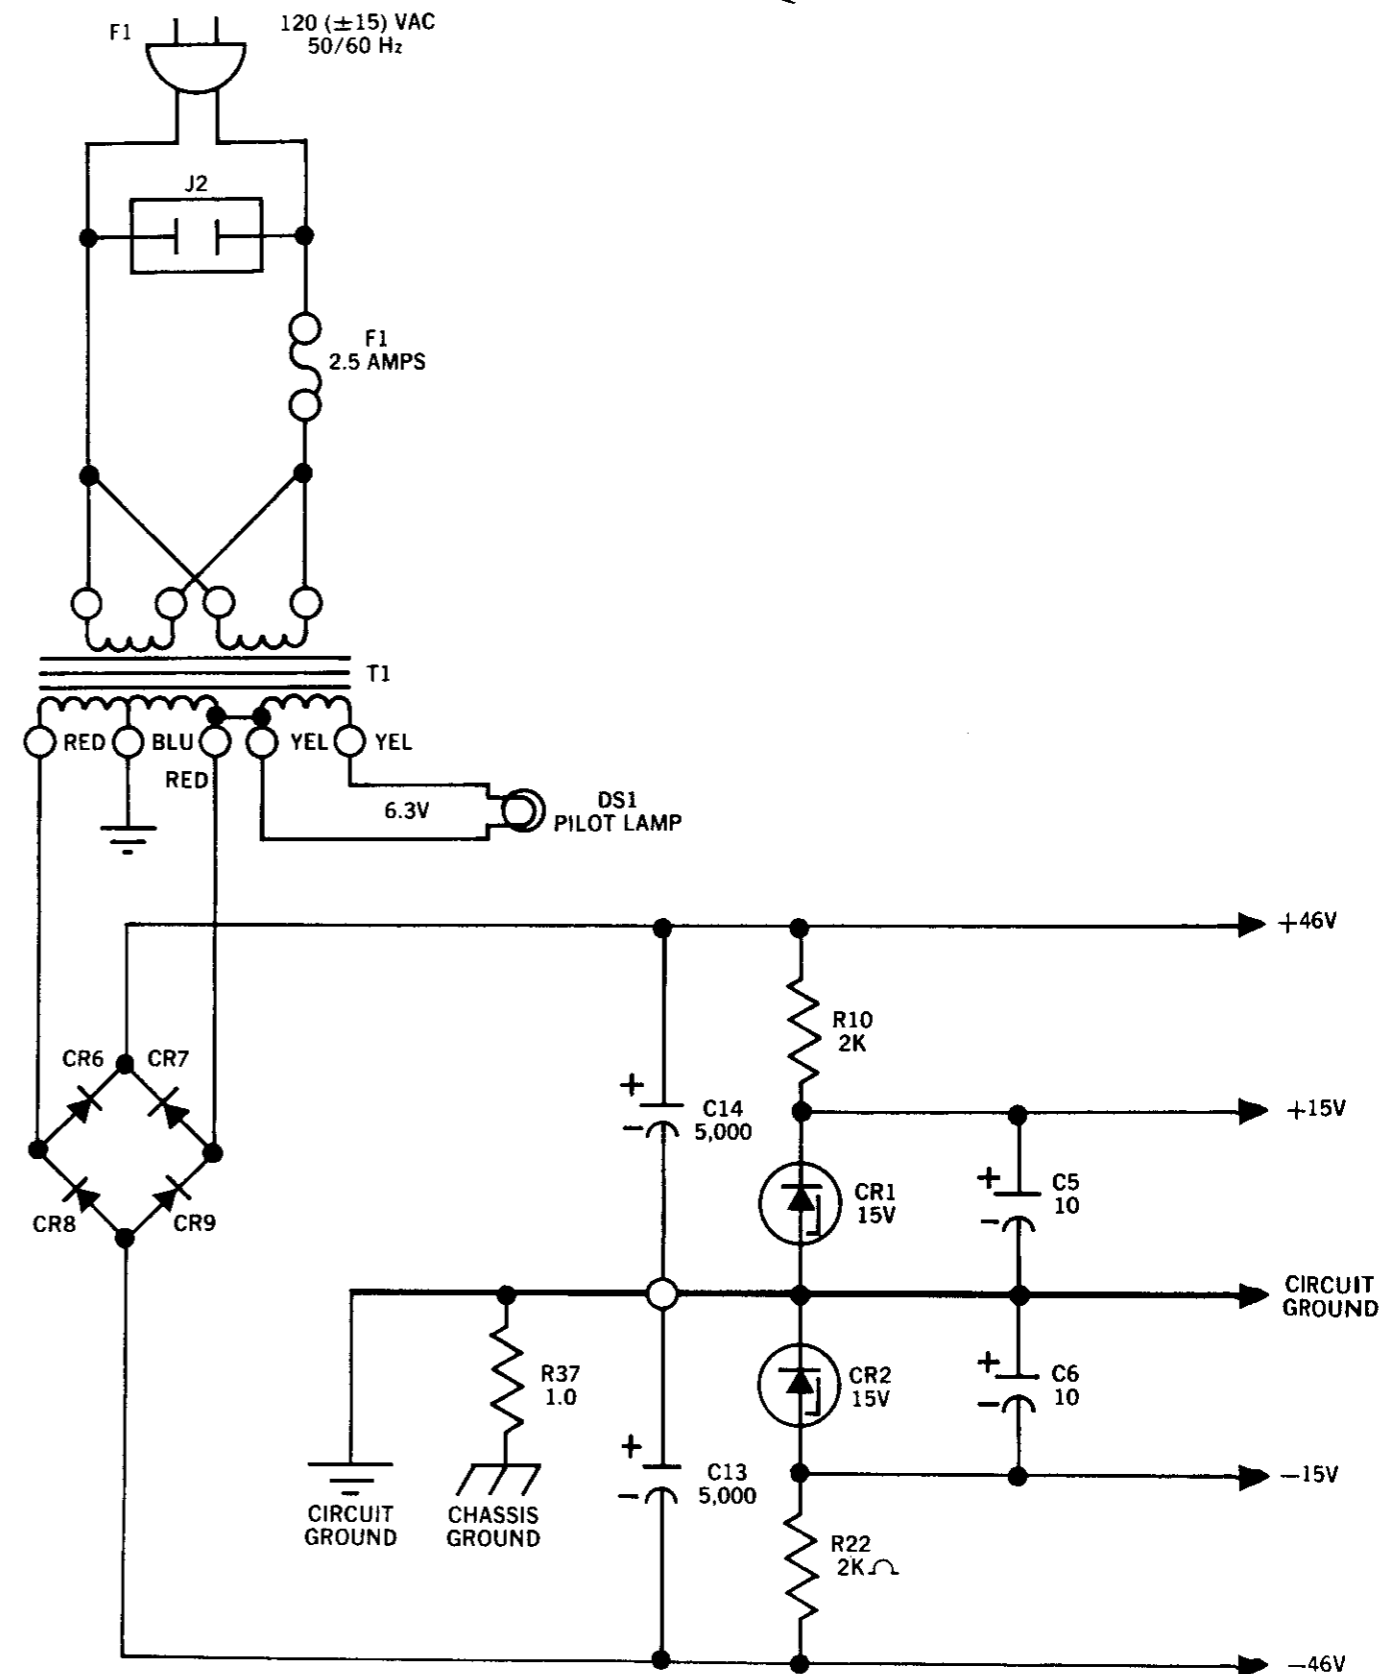 F1
120 (±15) VAC
50/60 Hz
J2
F1
2.5 AMPS
T1
RED
BLU
YEL
YEL
RED
6.3V
DS1
PILOT LAMP
+46V
R10
2K
CR6
CR7
+
C14
−
5,000
+15V
+
C5
−
10
CR1
15V
CR8
CR9
CIRCUIT
GROUND
R37
1.0
+
C6
−
10
CR2
15V
+
C13
−
5,000
−15V
CIRCUIT
GROUND
CHASSIS
GROUND
R22
2K
−46V